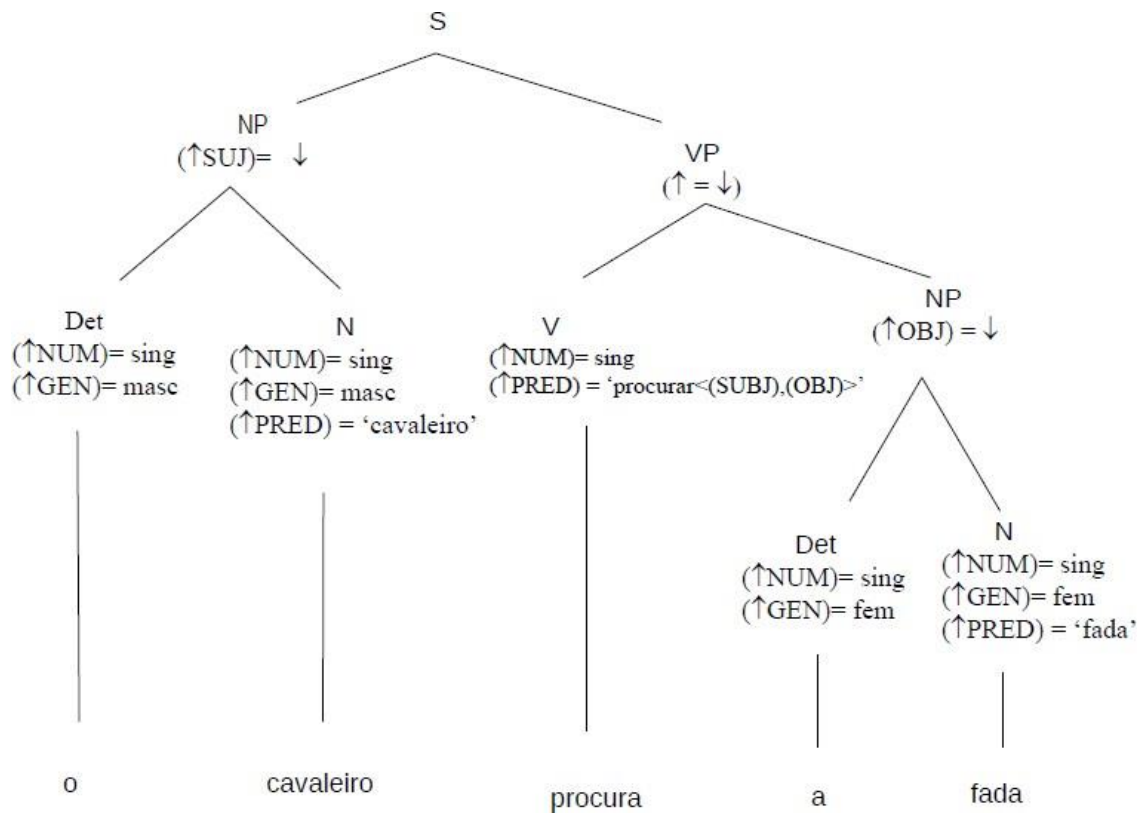 S
NP
(↑SUJ)= ↓
VP
(↑ = ↓)
Det
(↑NUM)= sing
(↑GEN)= masc
N
(↑NUM)= sing
(↑GEN)= masc
(↑PRED) = ‘cavaleiro’
V
(↑NUM)= sing
(↑PRED) = ‘procurar<(SUBJ),(OBJ)>’
NP
(↑OBJ) = ↓
Det
(↑NUM)= sing
(↑GEN)= fem
N
(↑NUM)= sing
(↑GEN)= fem
(↑PRED) = ‘fada’
o cavaleiro procura a fada